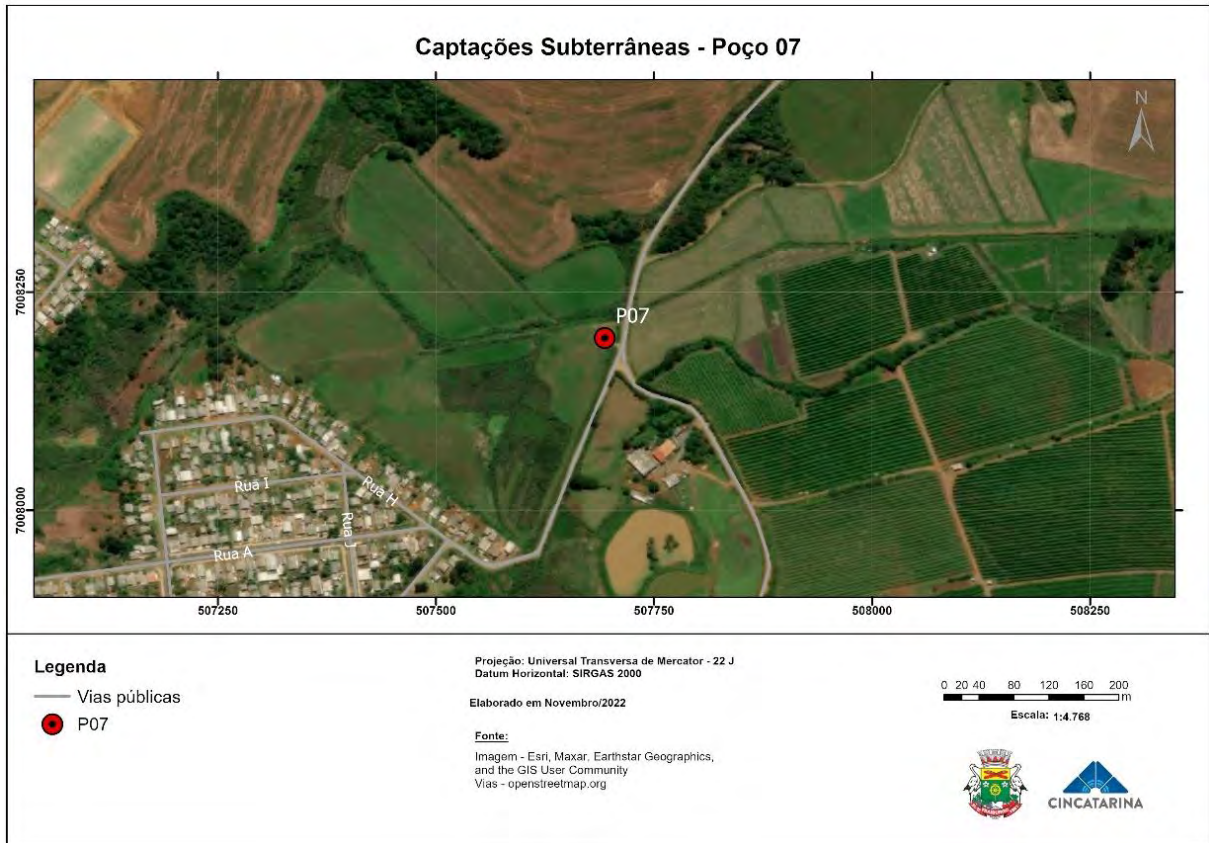 Captações Subterrâneas - Poço 07
N
7008250
P07
Rua I
Rua H
Rua J
Rua A
7008000
507250
507500
507750
508000
508250
Legenda
Vias públicas
P07
Projeção: Universal Transversa de Mercator - 22 J
Datum Horizontal: SIRGAS 2000
Elaborado em Novembro/2022
Fonte:
Imagem - Esri, Maxar, Earthstar Geographics,
and the GIS User Community
Vias - openstreetmap.org
0 20 40 80 120 160 200
m
Escala: 1:4.768
CINCATARINA